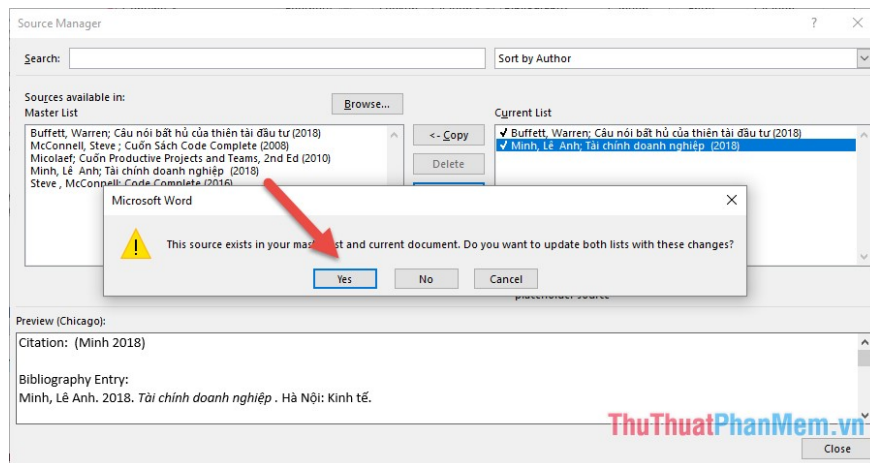 Source Manager
Search:
Sort by Author
Sources available in:
Master List
Browse...
Current List
Buffett, Warren; Câu nói bất hủ của thiên tài đầu tư (2018)
McConnell, Steve ; Cuốn Sách Code Complete (2008)
Micolaef; Cuốn Productive Projects and Teams, 2nd Ed (2010)
Minh, Lê Anh; Tài chính doanh nghiệp (2018)
Steve , McConnell; Code Complete (2016)
<- Copy
Delete
✓ Buffett, Warren; Câu nói bất hủ của thiên tài đầu tư (2018)
✓ Minh, Lê Anh; Tài chính doanh nghiệp (2018)
Microsoft Word
This source exists in your master list and current document. Do you want to update both lists with these changes?
Yes
No
Cancel
placeholder source
Preview (Chicago):
Citation: (Minh 2018)
Bibliography Entry:
Minh, Lê Anh. 2018. Tài chính doanh nghiệp . Hà Nội: Kinh tế.
ThuThuatPhanMem.vn
Close